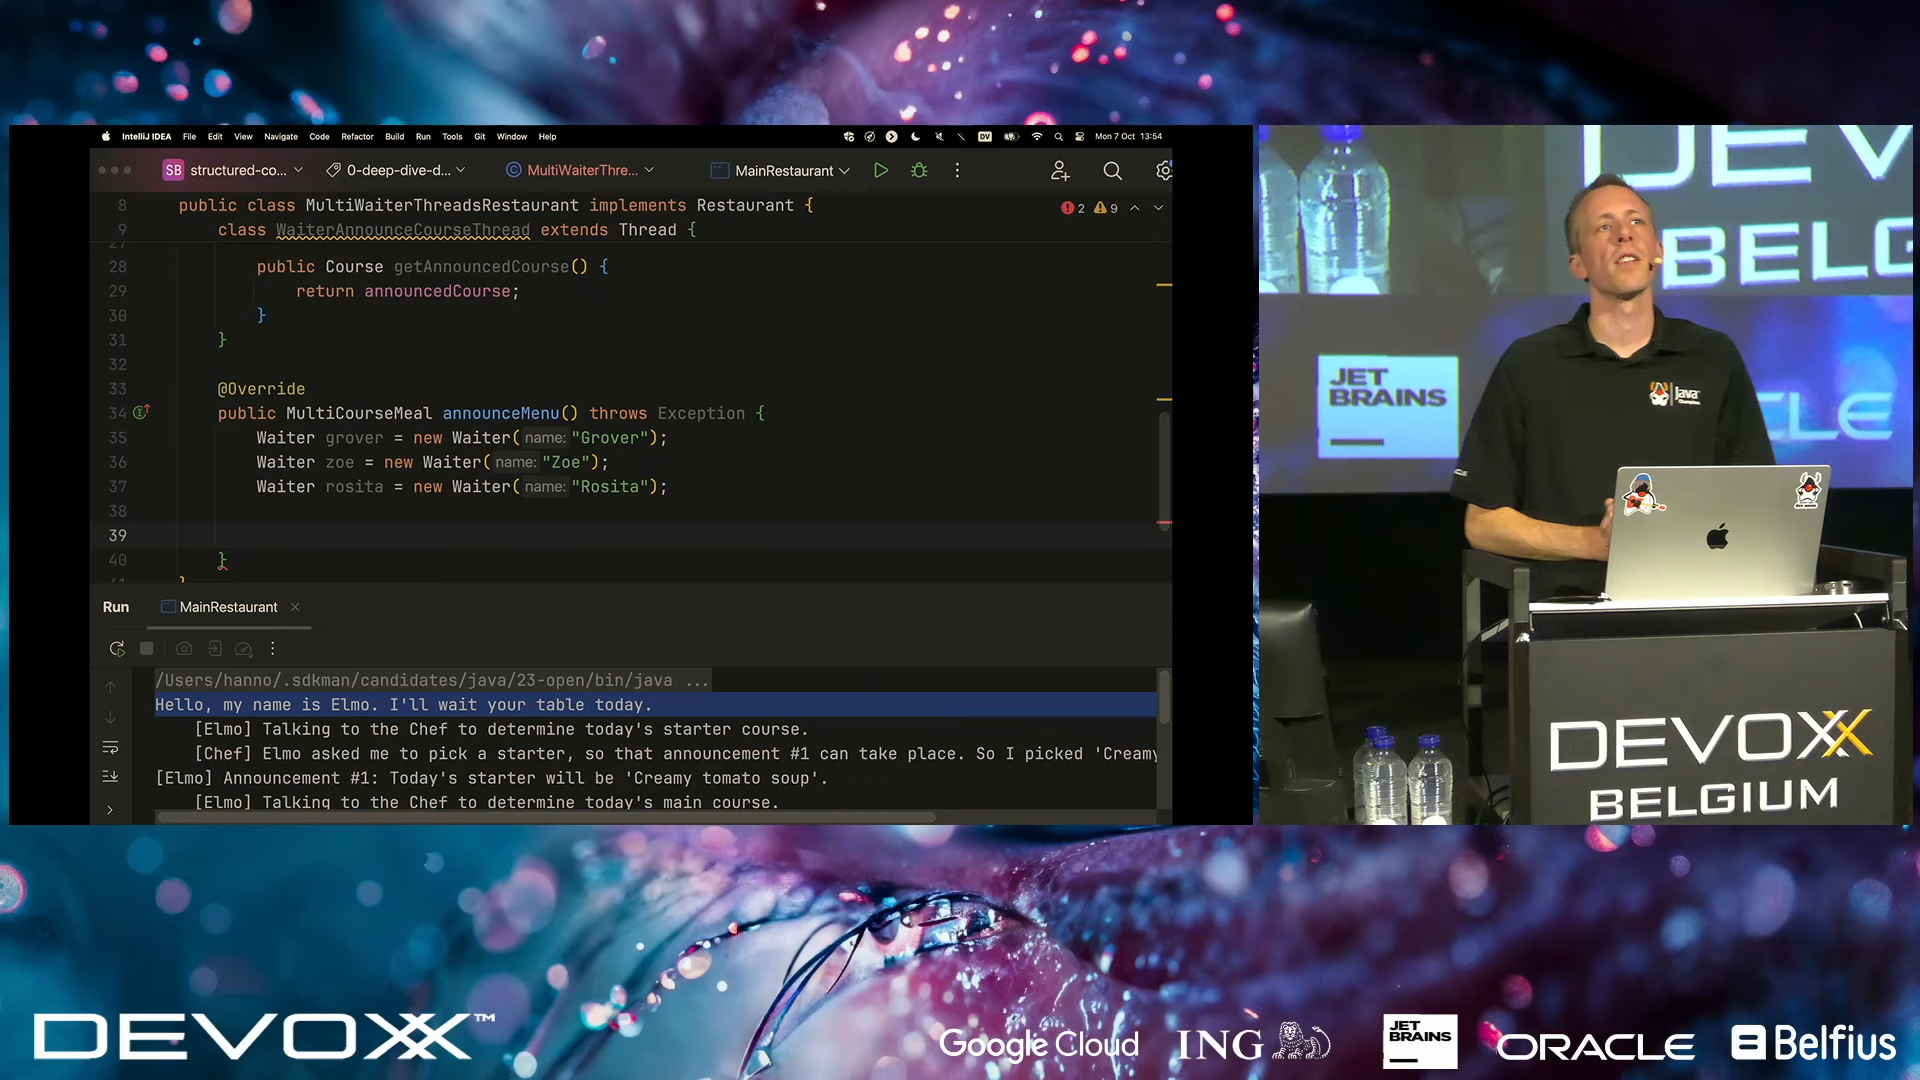 IntelliJ IDEA File Edit View Navigate Code Refactor Build Run Tools Git Window Help DV Mon 7 Oct 13:54
SB structured-co... 0-deep-dive-d... MultiWaiterThre... MainRestaurant
8 public class MultiWaiterThreadsRestaurant implements Restaurant { 2 9
9 class WaiterAnnounceCourseThread extends Thread {
27
28 public Course getAnnouncedCourse() {
29 return announcedCourse;
30 }
31 }
32
33 @Override
34 public MultiCourseMeal announceMenu() throws Exception {
35 Waiter grover = new Waiter( name: "Grover");
36 Waiter zoe = new Waiter( name: "Zoe");
37 Waiter rosita = new Waiter( name: "Rosita");
38
39
40 }
41 }
Run MainRestaurant
/Users/hanno/.sdkman/candidates/java/23-open/bin/java ...
Hello, my name is Elmo. I'll wait your table today.
[Elmo] Talking to the Chef to determine today's starter course.
[Chef] Elmo asked me to pick a starter, so that announcement #1 can take place. So I picked 'Creamy
[Elmo] Announcement #1: Today's starter will be 'Creamy tomato soup'.
[Elmo] Talking to the Chef to determine today's main course.
DEV
BELG
JET
BRAINS
CLE
Java
DEVOXX
BELGIUM
DEVOXX™
Google Cloud
ING
JET
BRAINS
ORACLE
Belfius